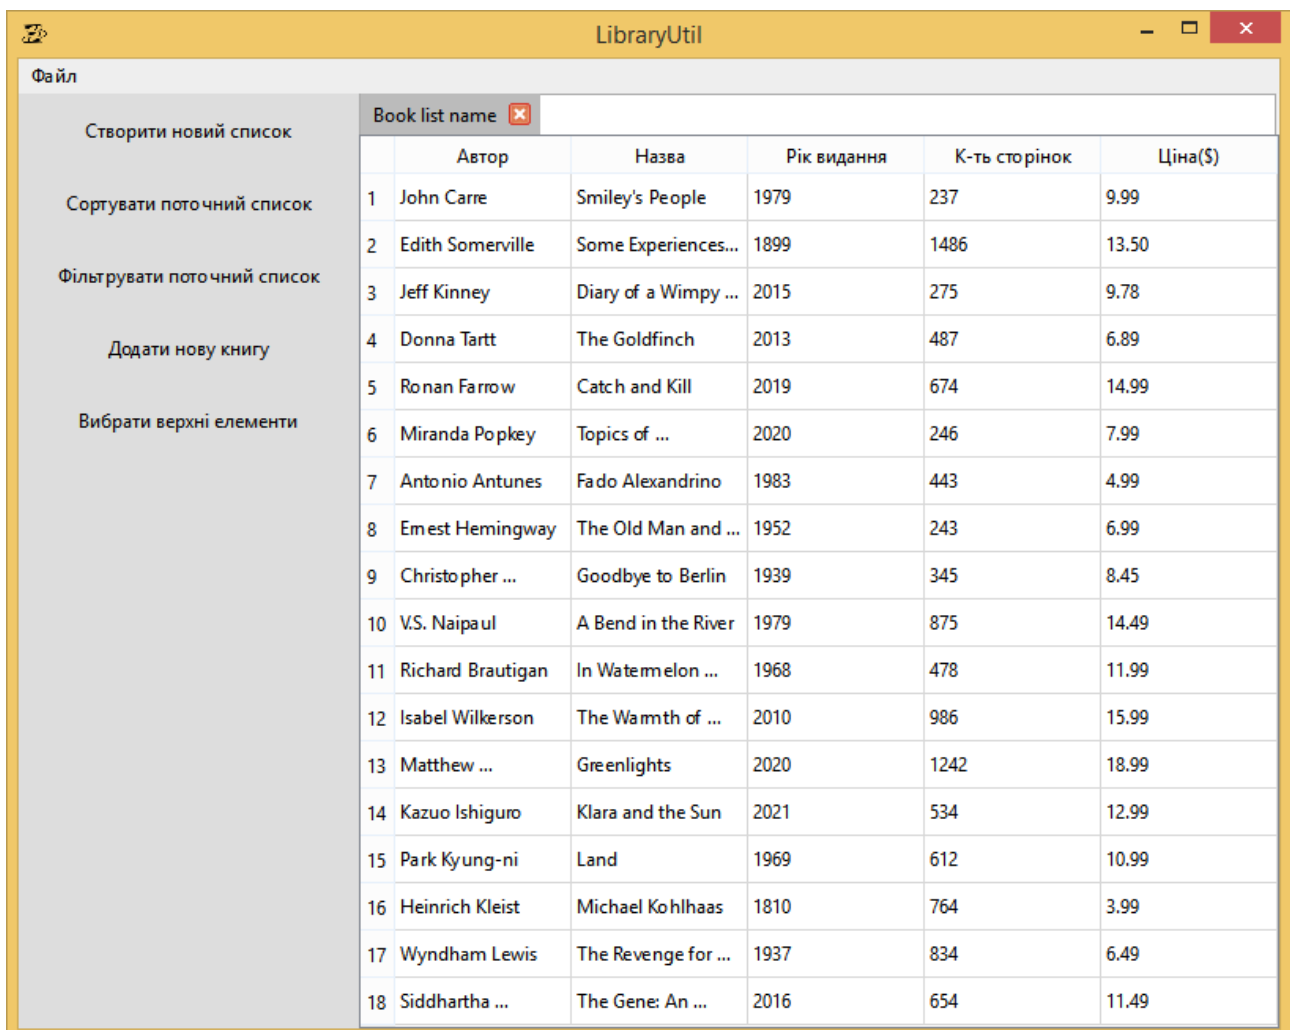 LibraryUtil
Файл
Створити новий список
Сортувати поточний список
Фільтрувати поточний список
Додати нову книгу
Вибрати верхні елементи
Book list name
Автор Назва Рік видання К-ть сторінок Ціна($)
1 John Carre Smiley's People 1979 237 9.99
2 Edith Somerville Some Experiences... 1899 1486 13.50
3 Jeff Kinney Diary of a Wimpy ... 2015 275 9.78
4 Donna Tartt The Goldfinch 2013 487 6.89
5 Ronan Farrow Catch and Kill 2019 674 14.99
6 Miranda Popkey Topics of ... 2020 246 7.99
7 Antonio Antunes Fado Alexandrino 1983 443 4.99
8 Ernest Hemingway The Old Man and ... 1952 243 6.99
9 Christopher ... Goodbye to Berlin 1939 345 8.45
10 V.S. Naipaul A Bend in the River 1979 875 14.49
11 Richard Brautigan In Watermelon ... 1968 478 11.99
12 Isabel Wilkerson The Warmth of ... 2010 986 15.99
13 Matthew ... Greenlights 2020 1242 18.99
14 Kazuo Ishiguro Klara and the Sun 2021 534 12.99
15 Park Kyung-ni Land 1969 612 10.99
16 Heinrich Kleist Michael Kohlhaas 1810 764 3.99
17 Wyndham Lewis The Revenge for ... 1937 834 6.49
18 Siddhartha ... The Gene: An ... 2016 654 11.49